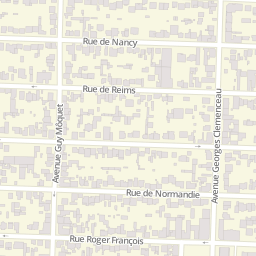 Rue de Nancy
Rue de Reims
Avenue Guy Môquet
Avenue Georges Clemenceau
Rue de Normandie
Rue Roger François